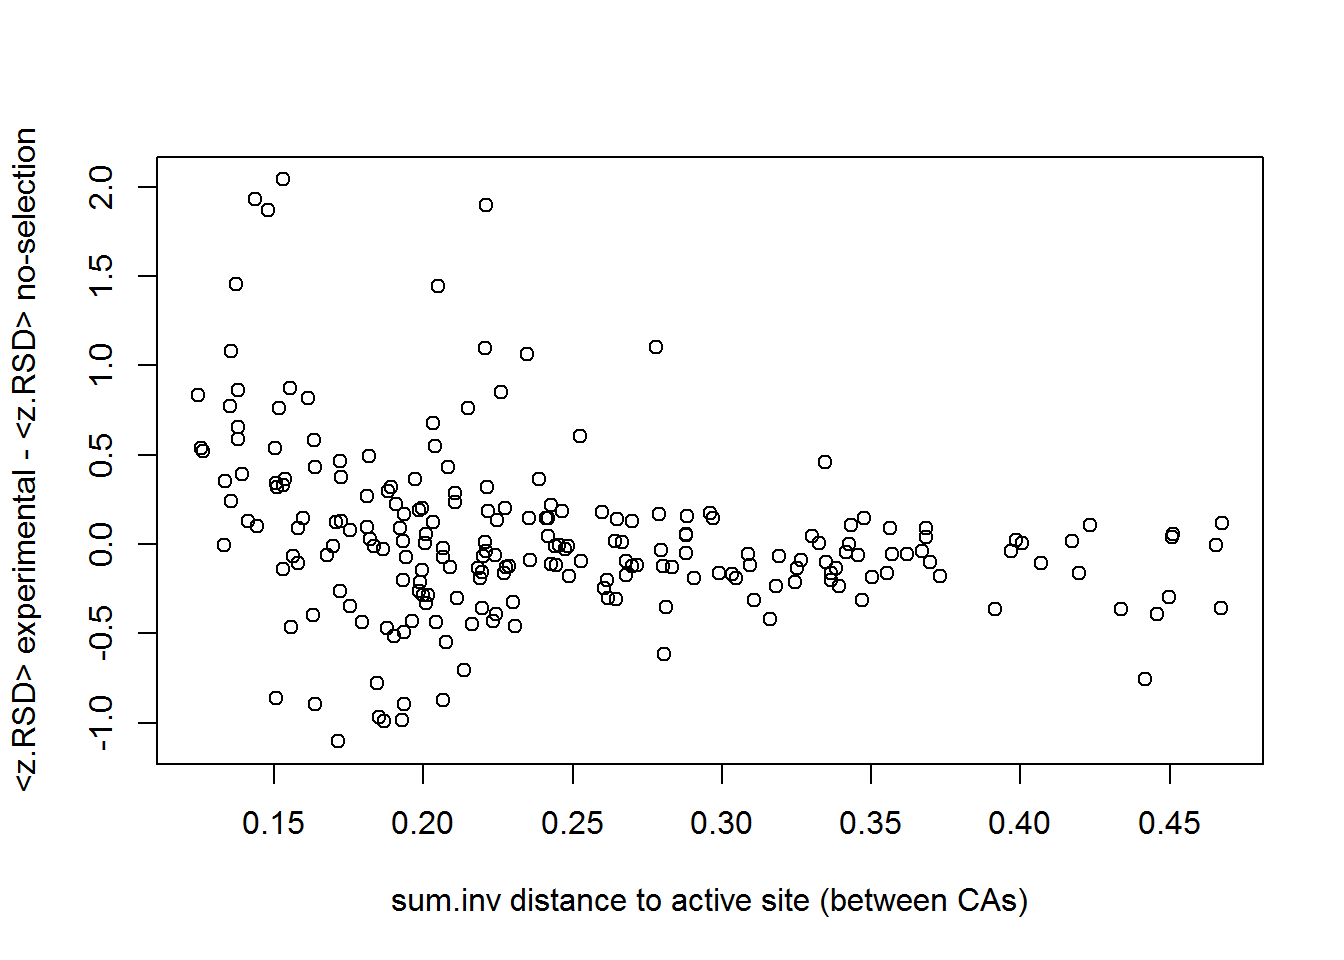 <z.RSD> experimental - <z.RSD> no-selection
2.0
1.5
1.0
0.5
0.0
-0.5
-1.0
0.15 0.20 0.25 0.30 0.35 0.40 0.45
sum.inv distance to active site (between CAs)